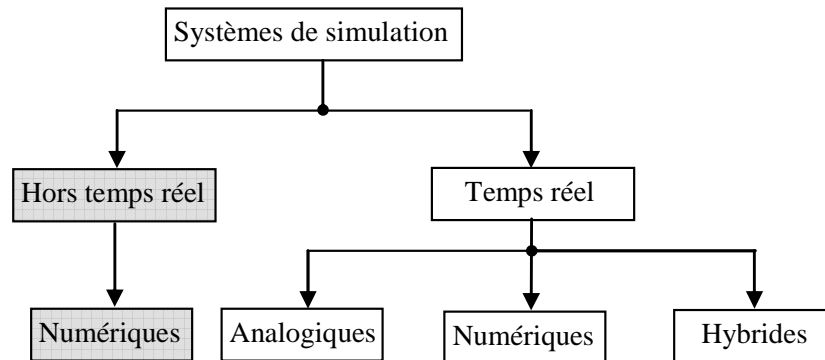 Systèmes de simulation
Hors temps réel
Temps réel
Numériques
Analogiques
Numériques
Hybrides